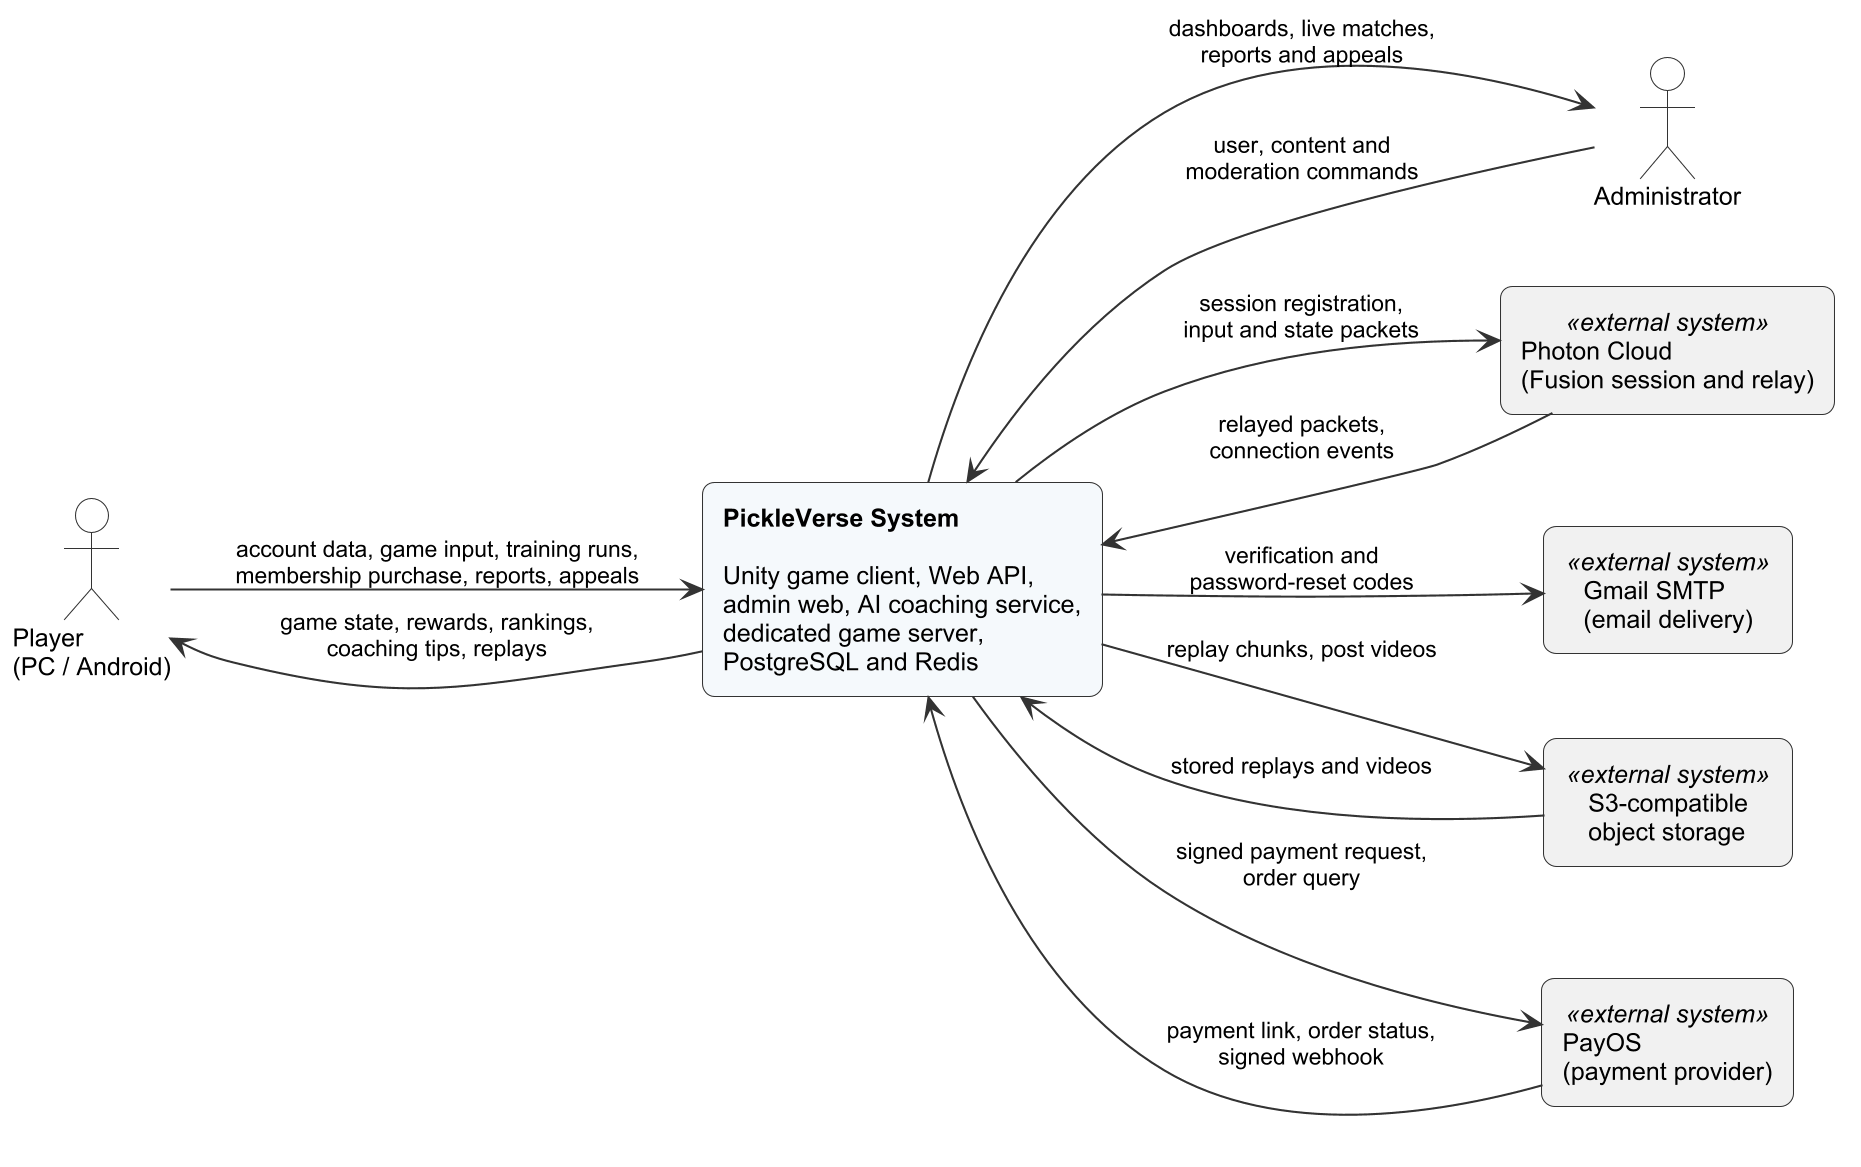 dashboards, live matches,
reports and appeals
Administrator
user, content and
moderation commands
session registration,
input and state packets
«external system»
Photon Cloud
(Fusion session and relay)
relayed packets,
connection events
Player
(PC / Android)
account data, game input, training runs,
membership purchase, reports, appeals
game state, rewards, rankings,
coaching tips, replays
PickleVerse System
Unity game client, Web API,
admin web, AI coaching service,
dedicated game server,
PostgreSQL and Redis
verification and
password-reset codes
«external system»
Gmail SMTP
(email delivery)
replay chunks, post videos
stored replays and videos
«external system»
S3-compatible
object storage
signed payment request,
order query
payment link, order status,
signed webhook
«external system»
PayOS
(payment provider)